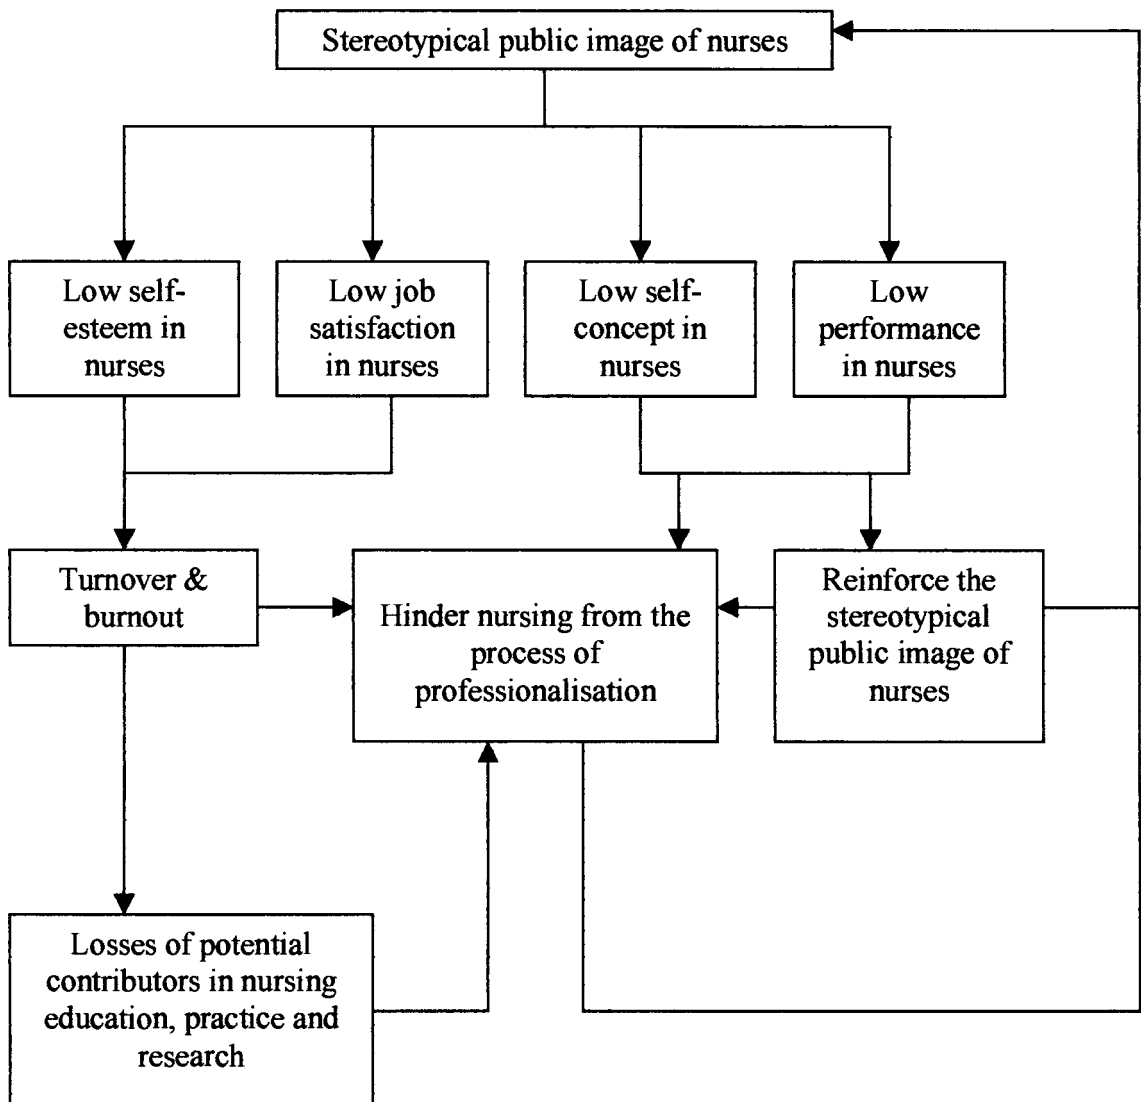 Stereotypical public image of nurses
Low self-
esteem in
nurses
Low job
satisfaction
in nurses
Low self-
concept in
nurses
Low
performance
in nurses
Turnover &
burnout
Hinder nursing from the
process of
professionalisation
Reinforce the
stereotypical
public image of
nurses
Losses of potential
contributors in nursing
education, practice and
research